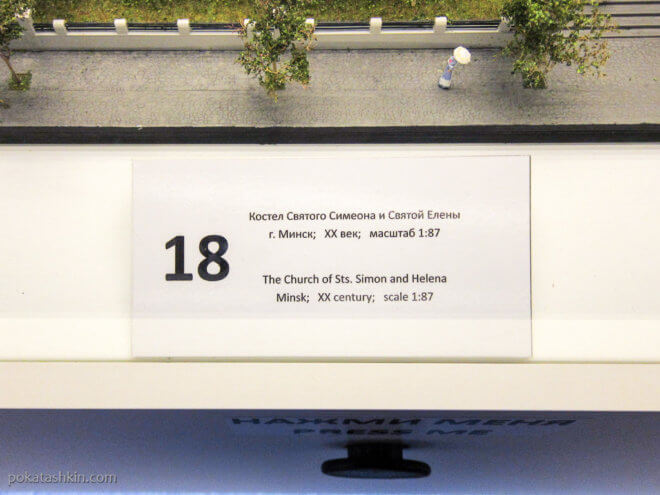 18
Костел Святого Симеона и Святой Елены
г. Минск; XX век; масштаб 1:87
The Church of Sts. Simon and Helena
Minsk; XX century; scale 1:87
НАЖМИ МЕНЯ
PRESS ME
pokatashkin.com